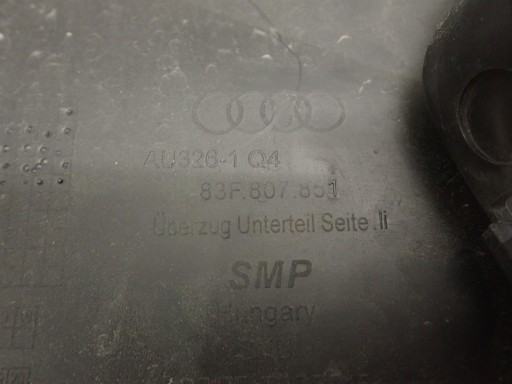 AU326-1 Q4
83F.807.851
Überzug Unterteil Seite li
SMP
Hungary